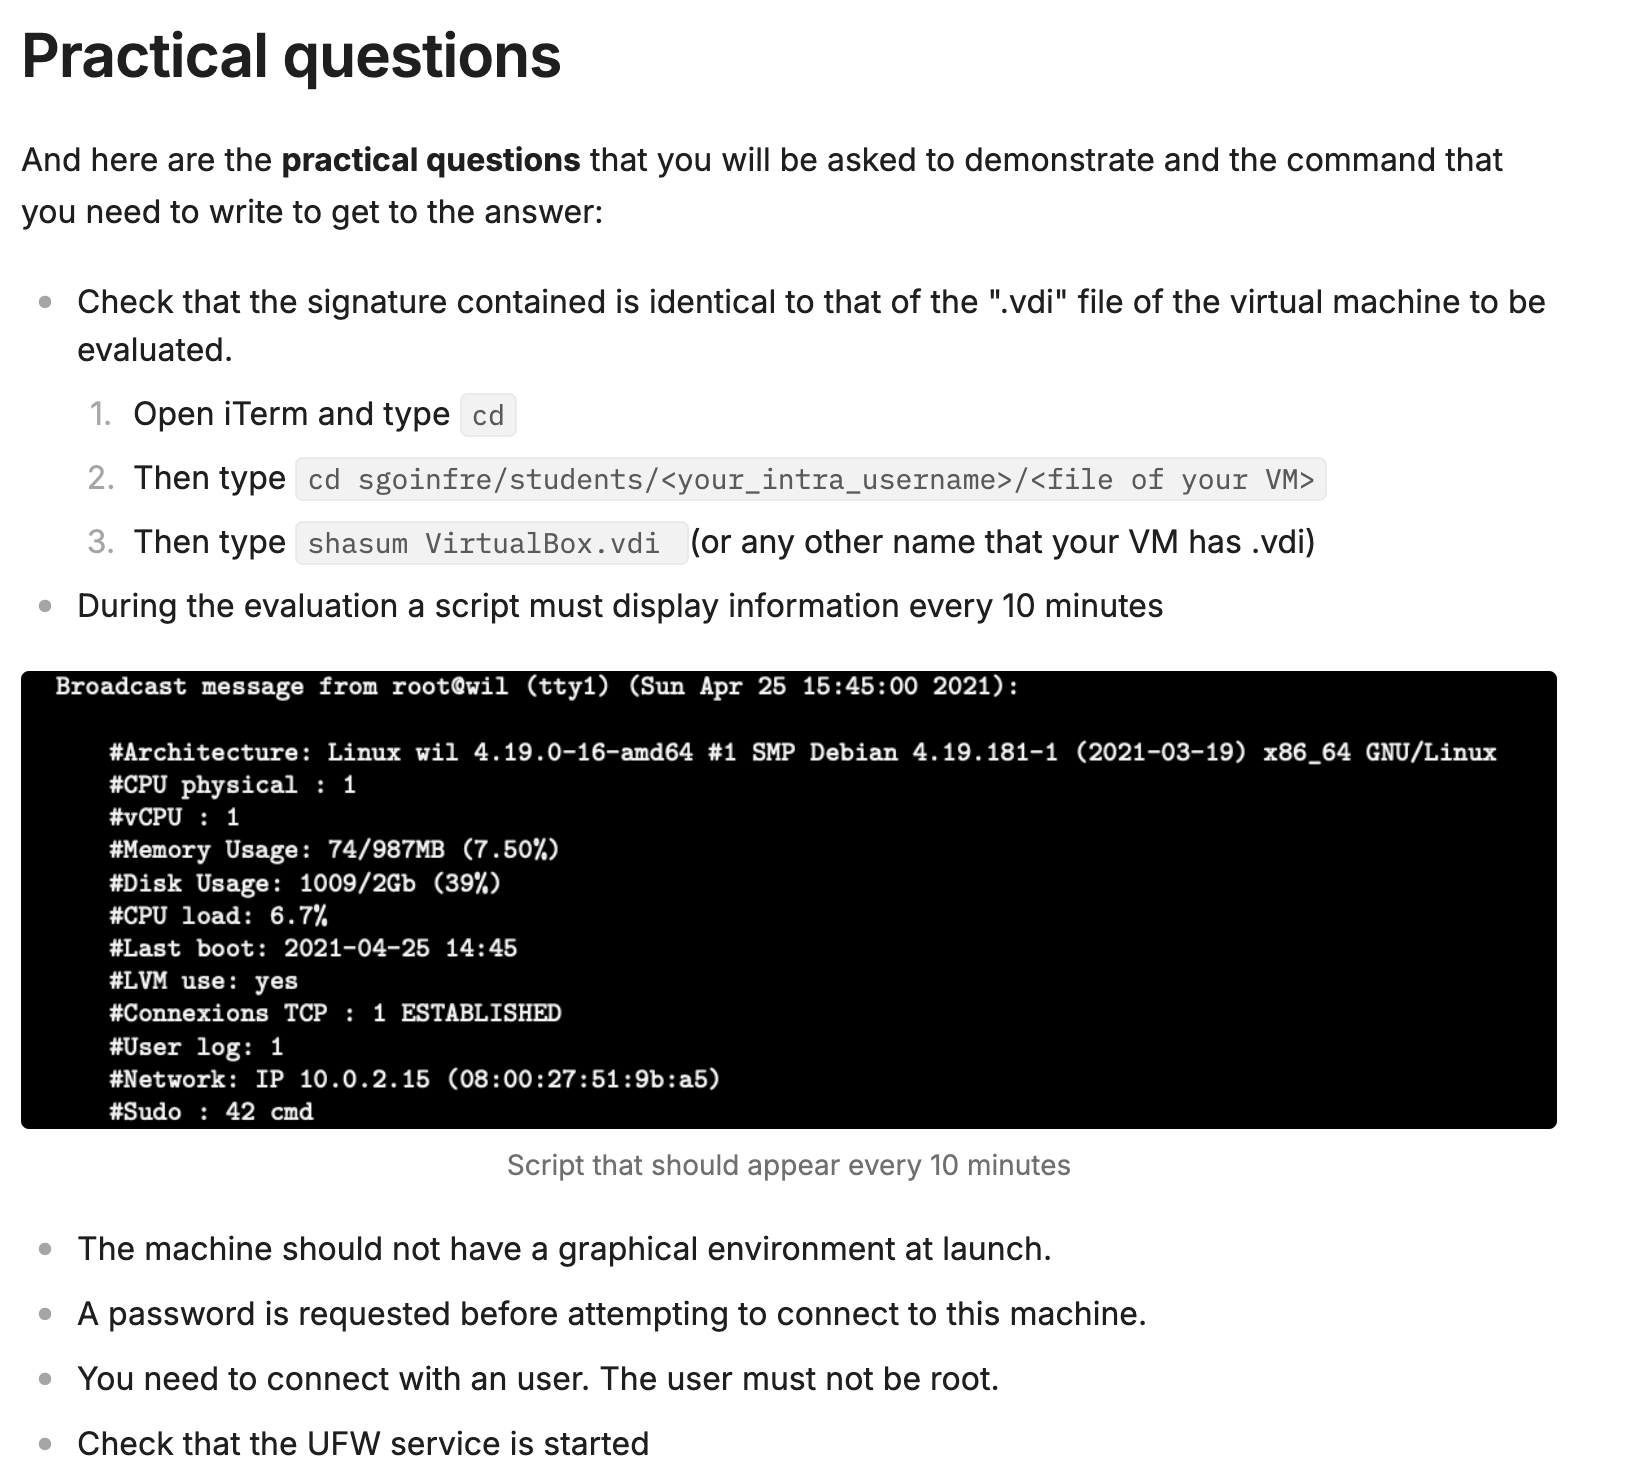 Practical questions
And here are the practical questions that you will be asked to demonstrate and the command that
you need to write to get to the answer:
• Check that the signature contained is identical to that of the ".vdi" file of the virtual machine to be
evaluated.
1. Open iTerm and type cd
2. Then type cd sgoinfre/students/<your_intra_username>/<file of your VM>
3. Then type shasum VirtualBox.vdi (or any other name that your VM has .vdi)
• During the evaluation a script must display information every 10 minutes
Broadcast message from root@wil (tty1) (Sun Apr 25 15:45:00 2021):
#Architecture: Linux wil 4.19.0-16-amd64 #1 SMP Debian 4.19.181-1 (2021-03-19) x86_64 GNU/Linux
#CPU physical : 1
#vCPU : 1
#Memory Usage: 74/987MB (7.50%)
#Disk Usage: 1009/2Gb (39%)
#CPU load: 6.7%
#Last boot: 2021-04-25 14:45
#LVM use: yes
#Connexions TCP : 1 ESTABLISHED
#User log: 1
#Network: IP 10.0.2.15 (08:00:27:51:9b:a5)
#Sudo : 42 cmd
Script that should appear every 10 minutes
• The machine should not have a graphical environment at launch.
• A password is requested before attempting to connect to this machine.
• You need to connect with an user. The user must not be root.
• Check that the UFW service is started